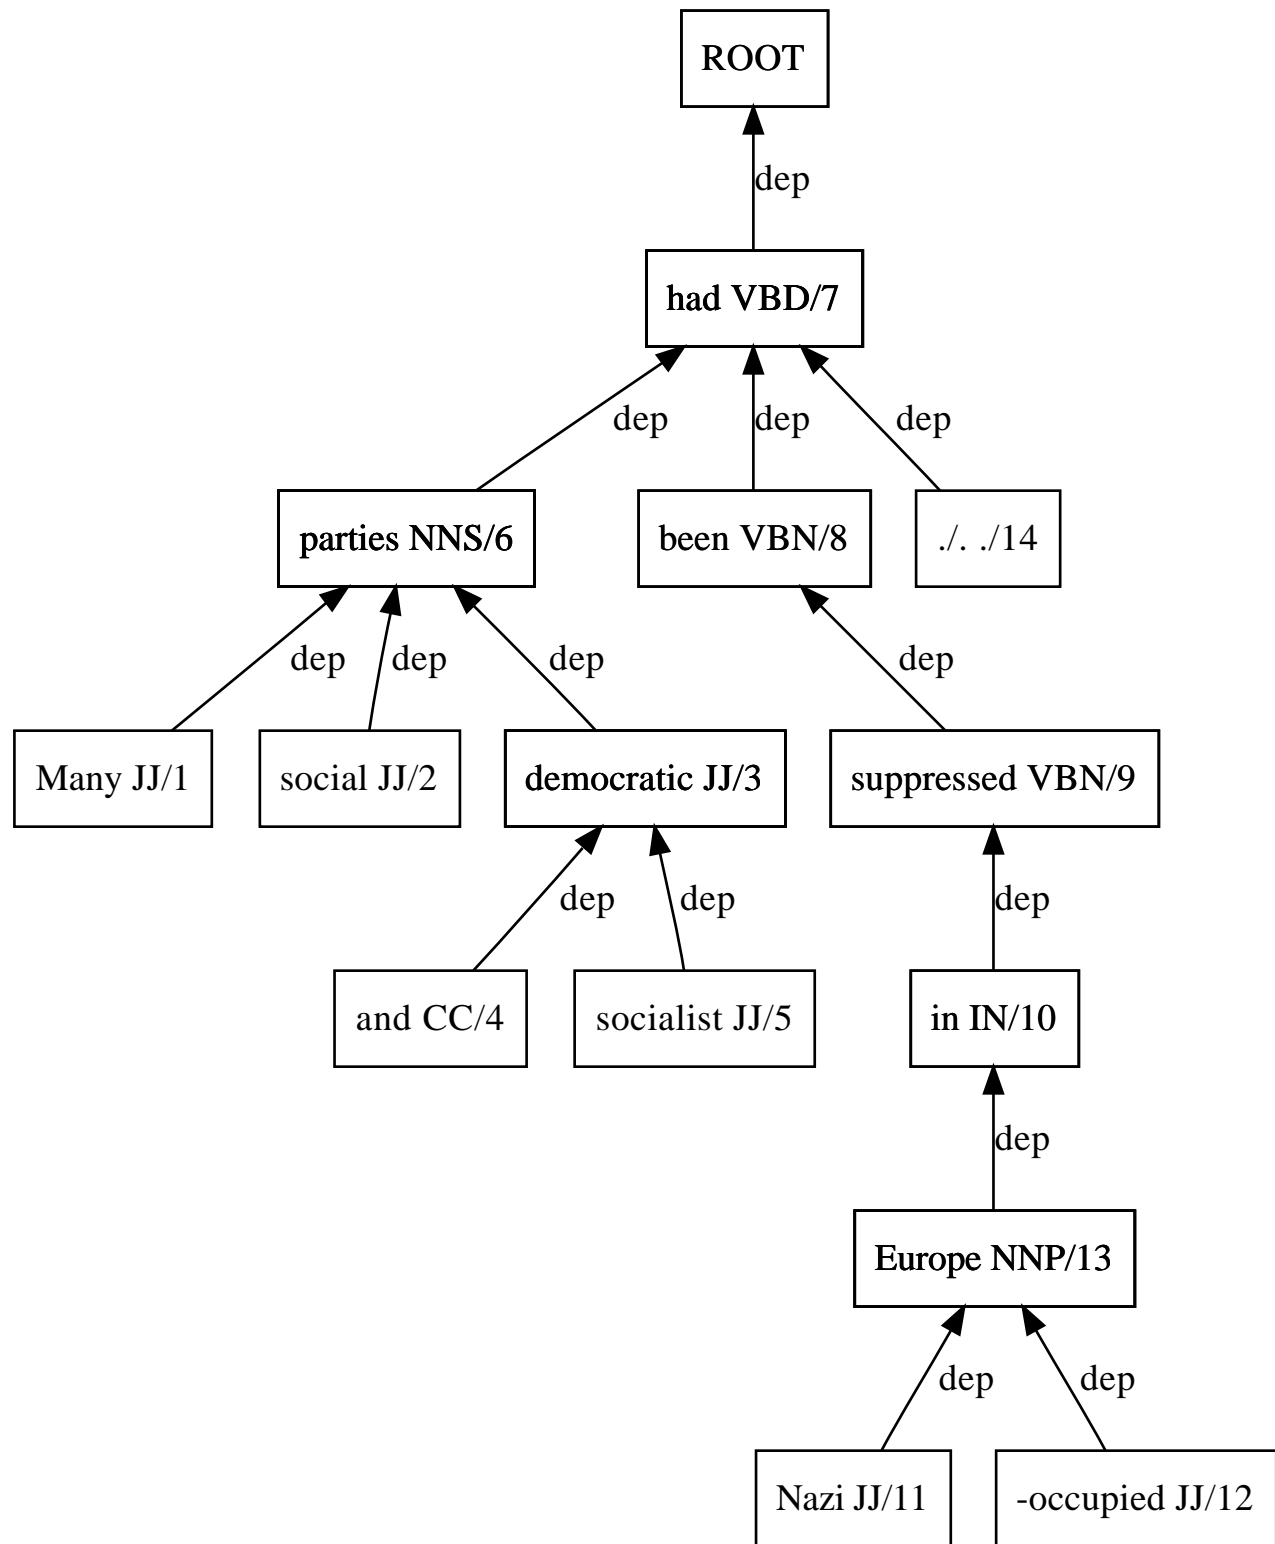 ROOT
dep
had VBD/7
dep dep dep
parties NNS/6 been VBN/8 ./. ./14
dep dep dep dep
Many JJ/1 social JJ/2 democratic JJ/3 suppressed VBN/9
dep dep dep
and CC/4 socialist JJ/5 in IN/10
dep
Europe NNP/13
dep dep
Nazi JJ/11 -occupied JJ/12